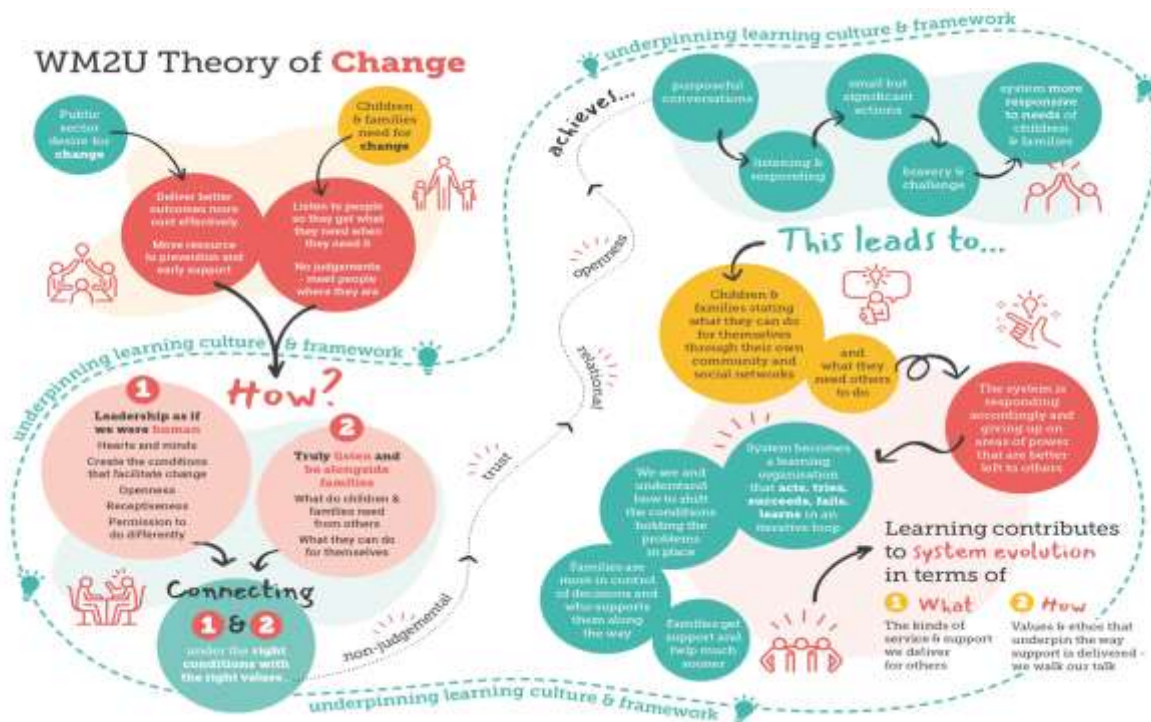 WM2U Theory of Change
Public
sector
desire for
change
Children
& families
need for
change
Deliver better
outcomes more
cost effectively
Move resource
to prevention and
early support
Listen to people
so they get what
they need when
they need it
No judgements
- meet people
where they are
underpinning learning culture & framework
How?
1
Leadership as if
we were human
Hearts and minds
Create the conditions
that facilitate change
Openness
Receptiveness
Permission to
do differently
2
Truly listen and
be alongside
families
What do children &
families need
from others
What they can do
for themselves
Connecting
1 & 2
under the right
conditions with
the right values...
non-judgemental
trust
relational
openness
achieves...
underpinning learning culture & framework
purposeful
conversations
listening &
responding
small but
significant
actions
bravery &
challenge
system more
responsive
to needs of
children
& families
This leads to...
Children &
families stating
what they can do
for themselves
through their own
community and
social networks
and
what they
need others
to do
The system is
responding
accordingly and
giving up on
areas of power
that are better
left to others
System becomes
a learning
organisation
that acts, tries,
succeeds, fails,
learns in an
iterative loop
We see and
understand
how to shift
the conditions
holding the
problems
in place
Families are
more in control
of decisions and
who supports
them along
the way
Families get
support and
help much
sooner
Learning contributes
to system evolution
in terms of
1 What
The kinds of
service & support
we deliver
for others
2 How
Values & ethos that
underpin the way
support is delivered -
we walk our talk
underpinning learning culture & framework